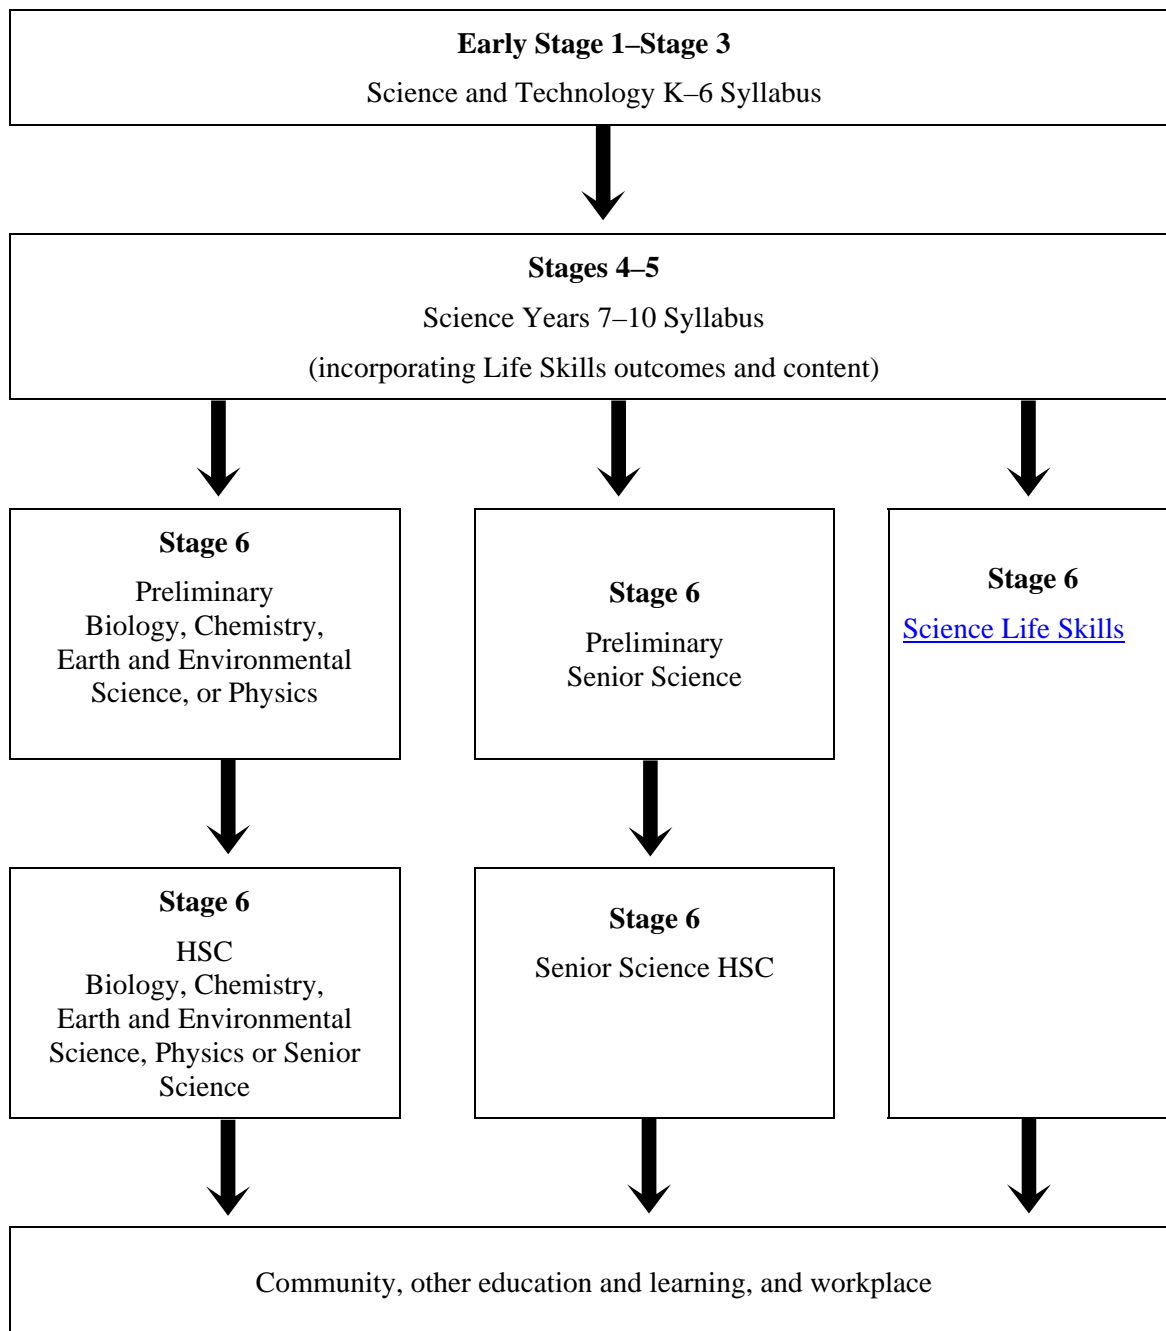 Early Stage 1–Stage 3
Science and Technology K–6 Syllabus
Stages 4–5
Science Years 7–10 Syllabus
(incorporating Life Skills outcomes and content)
Stage 6
Preliminary
Biology, Chemistry,
Earth and Environmental
Science, or Physics
Stage 6
Preliminary
Senior Science
Stage 6
Science Life Skills
Stage 6
HSC
Biology, Chemistry,
Earth and Environmental
Science, Physics or Senior
Science
Stage 6
Senior Science HSC
Community, other education and learning, and workplace